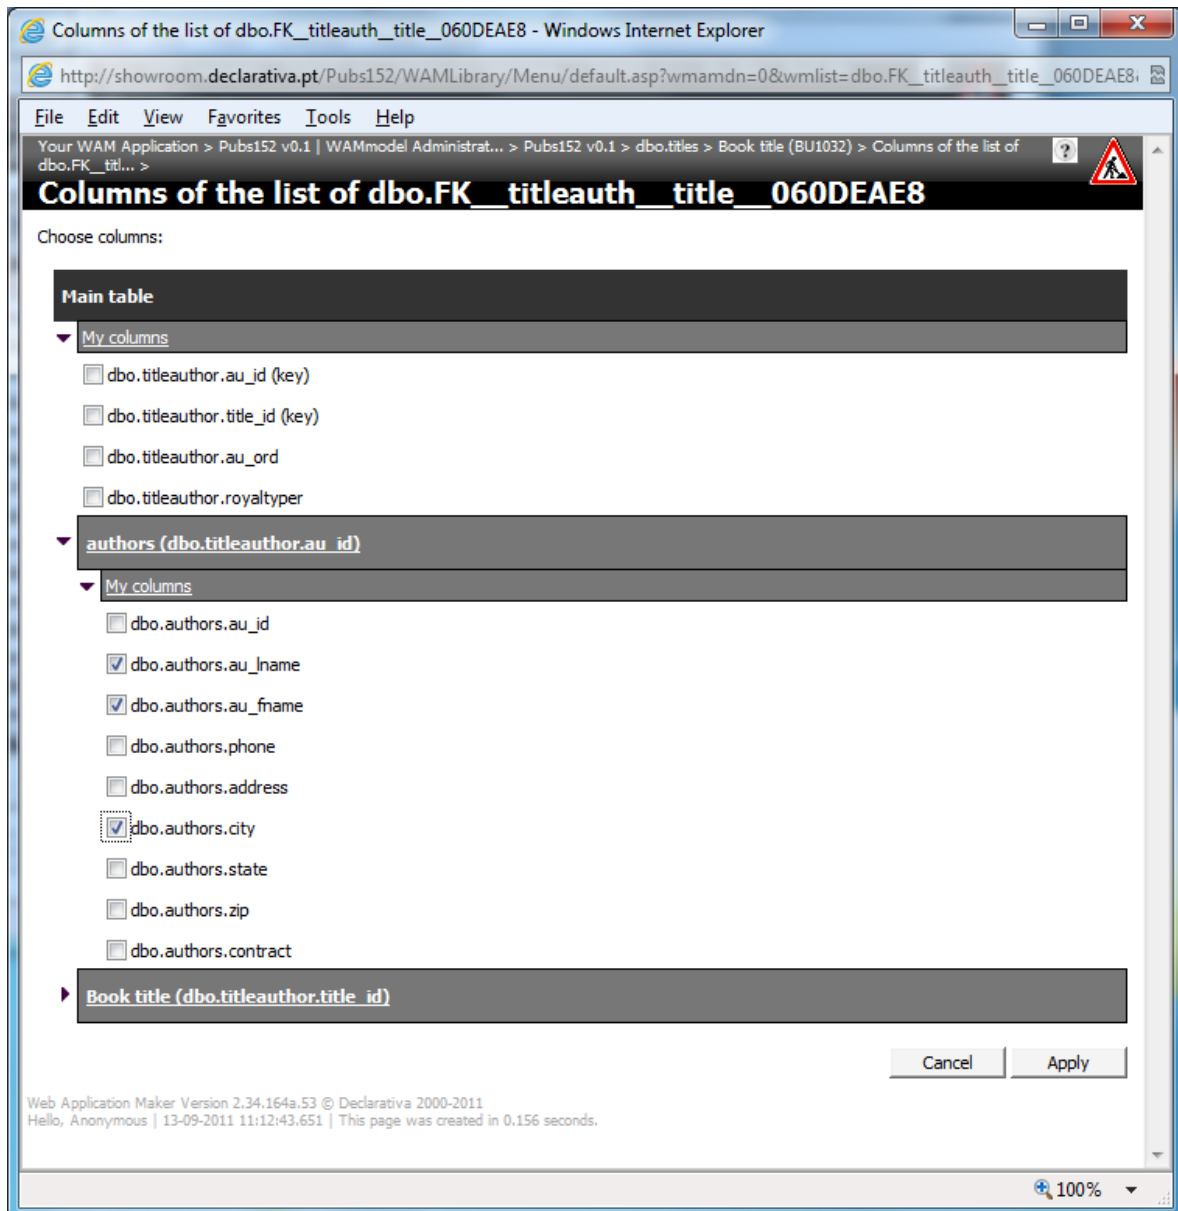 Columns of the list of dbo.FK__titleauth__title__060DEAE8 - Windows Internet Explorer
http://showroom.declarativa.pt/Pubs152/WAMLibrary/Menu/default.asp?wmamdn=0&wmlist=dbo.FK__titleauth__title__060DEAE8&
File Edit View Favorites Tools Help
Your WAM Application > Pubs152 v0.1 | WAMmodel Administrat... > Pubs152 v0.1 > dbo.titles > Book title (BU1032) > Columns of the list of
dbo.FK__titl... >
?
Columns of the list of dbo.FK__titleauth__title__060DEAE8
Choose columns:
Main table
My columns
dbo.titleauthor.au_id (key)
dbo.titleauthor.title_id (key)
dbo.titleauthor.au_ord
dbo.titleauthor.royaltyper
authors (dbo.titleauthor.au_id)
My columns
dbo.authors.au_id
dbo.authors.au_lname
dbo.authors.au_fname
dbo.authors.phone
dbo.authors.address
dbo.authors.city
dbo.authors.state
dbo.authors.zip
dbo.authors.contract
Book title (dbo.titleauthor.title_id)
Cancel Apply
Web Application Maker Version 2.34.164a.53 © Declarativa 2000-2011
Hello, Anonymous | 13-09-2011 11:12:43.651 | This page was created in 0.156 seconds.
100%